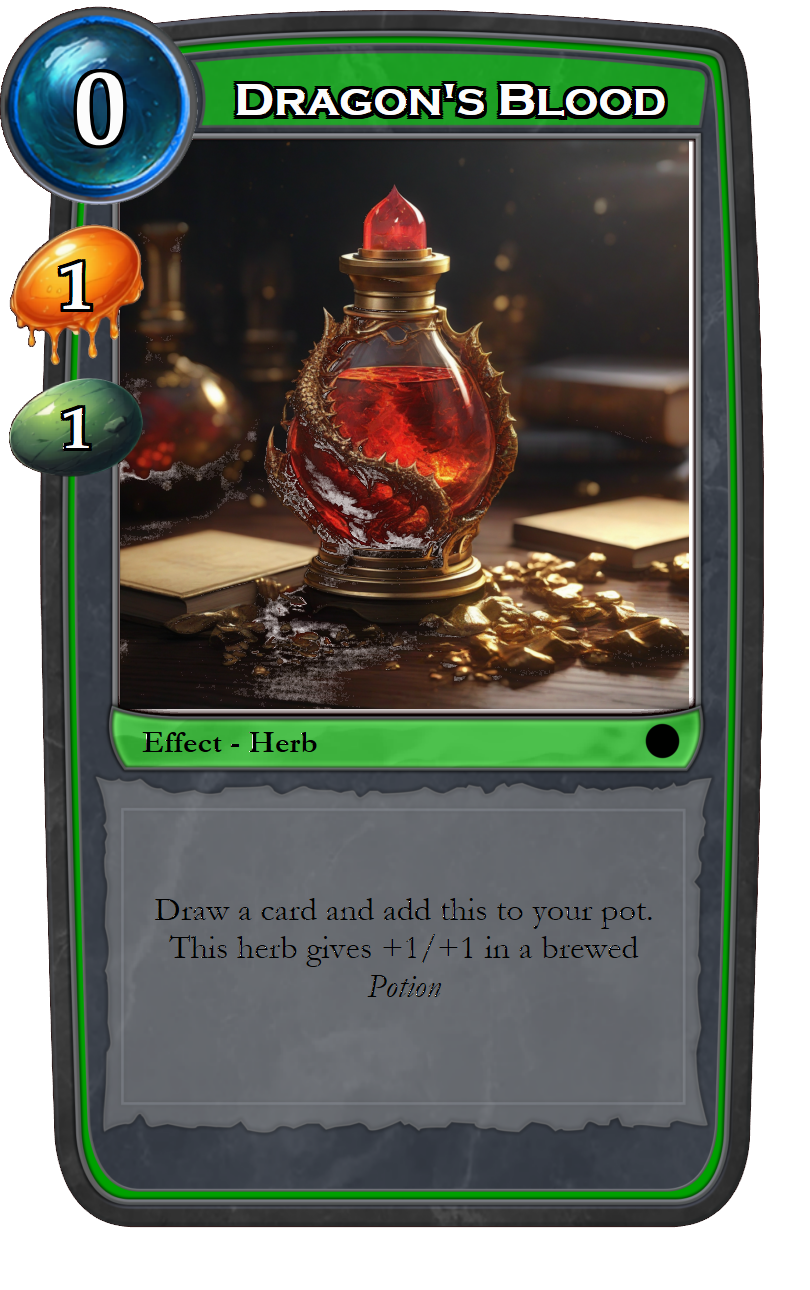 0
Dragon's Blood
1
1
Effect - Herb
Draw a card and add this to your pot.
This herb gives +1/+1 in a brewed
Potion